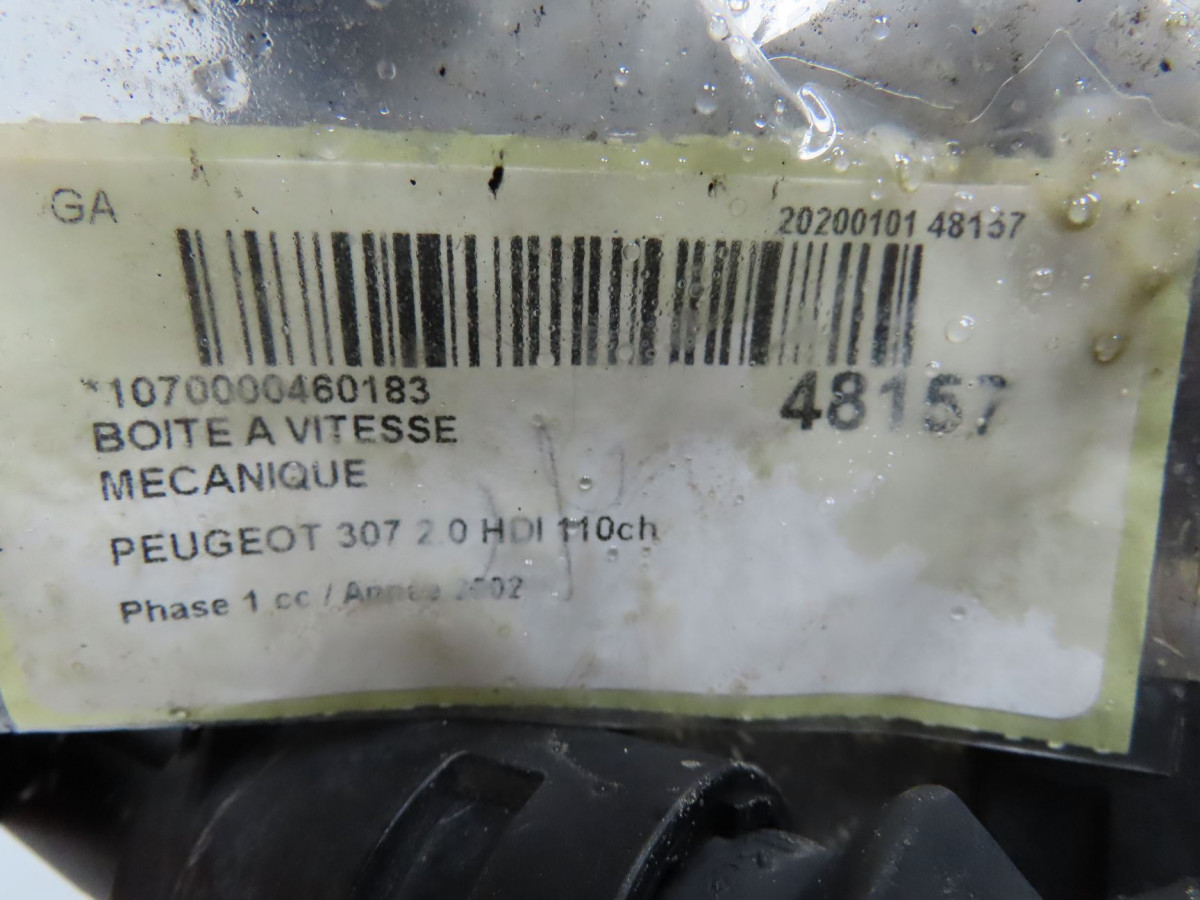 GA
20200101 48157
*1070000460183
48157
BOITE A VITESSE
MECANIQUE
PEUGEOT 307 2.0 HDI 110ch
Phase 1 cc / Année 2002